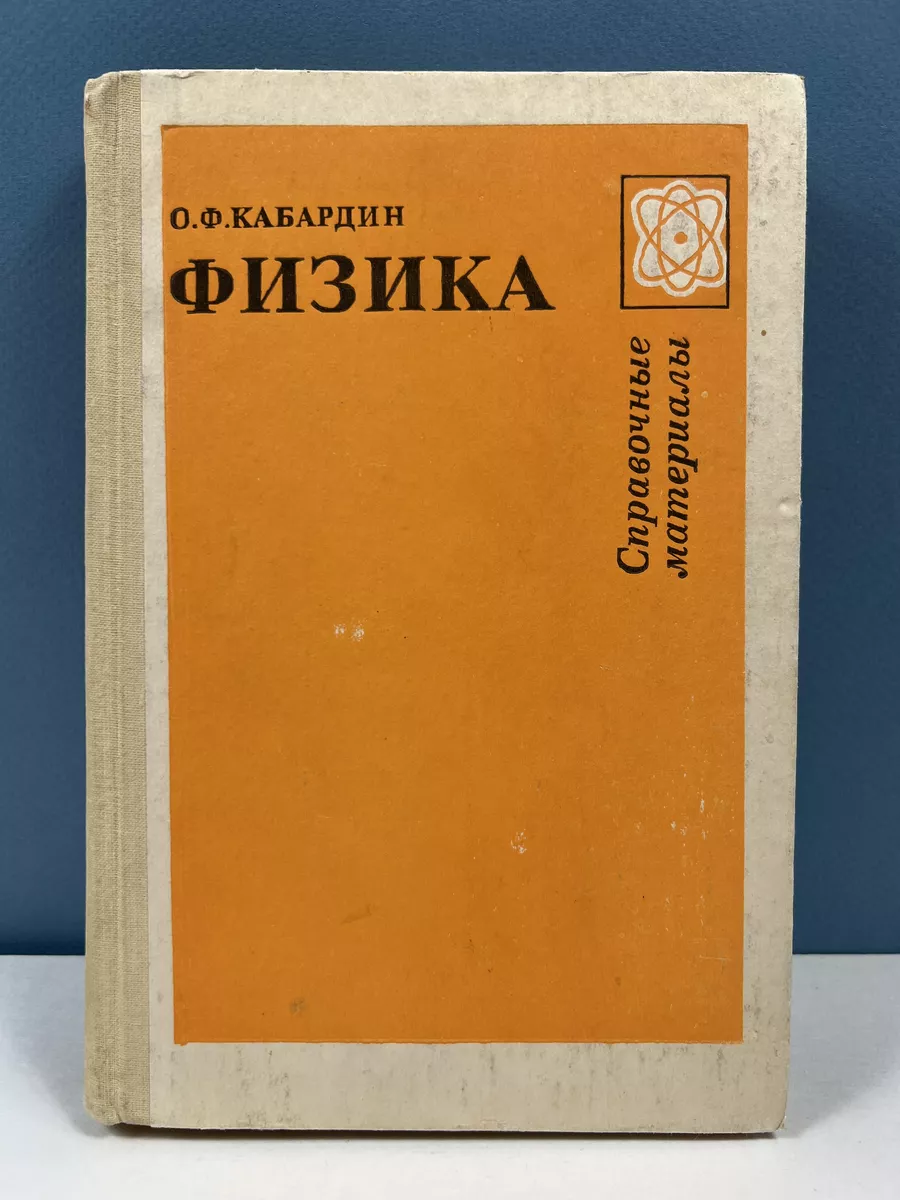 О.Ф.КАБАРДИН
ФИЗИКА
Справочные
материалы